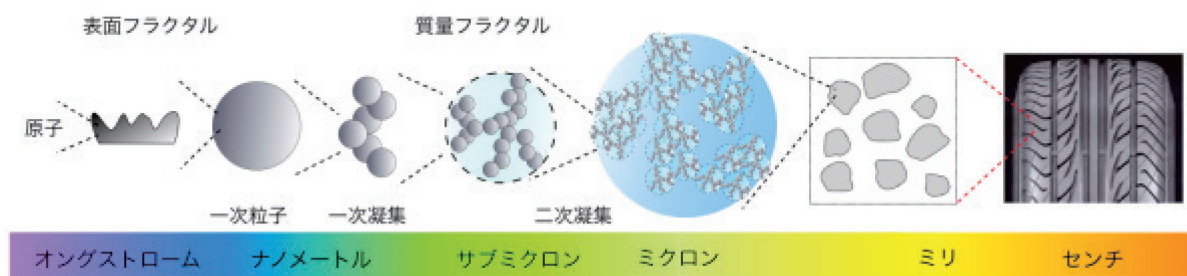 表面フラクタル
質量フラクタル
原子
一次粒子
一次凝集
二次凝集
オングストローム
ナノメートル
サブミクロン
ミクロン
ミリ
センチ